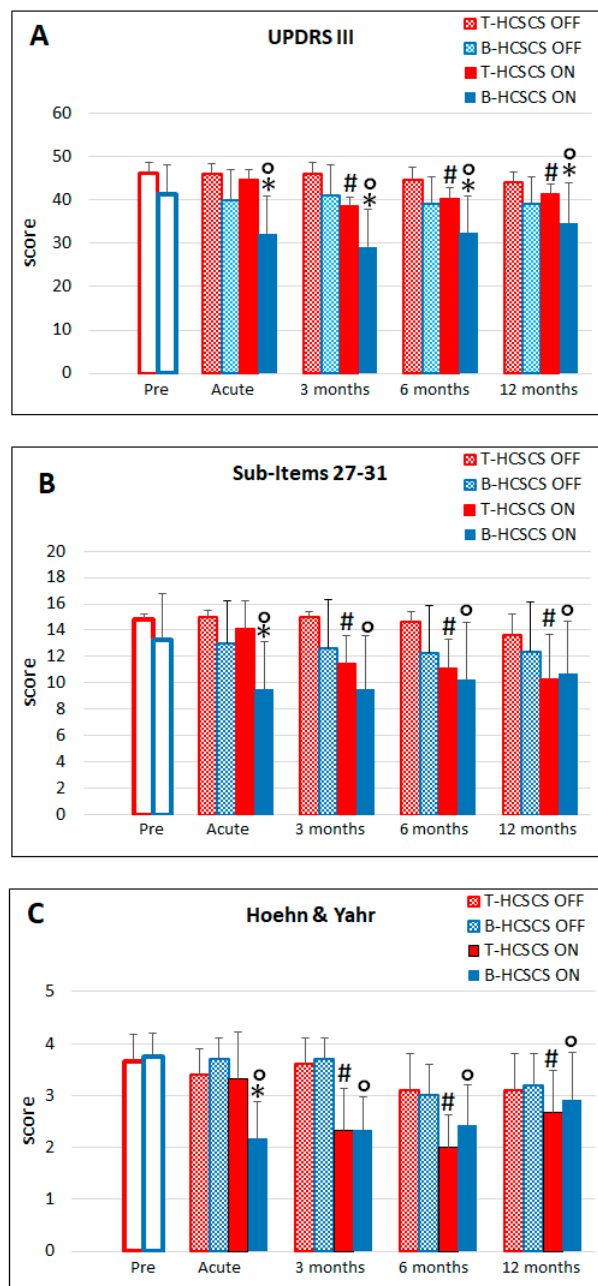 A
UPDRS III
T-HCSCS OFF
B-HCSCS OFF
T-HCSCS ON
B-HCSCS ON
score
60
50
40
30
20
10
0
° * # ° * # ° * # ° *
Pre Acute 3 months 6 months 12 months
B
Sub-Items 27-31
T-HCSCS OFF
B-HCSCS OFF
T-HCSCS ON
B-HCSCS ON
score
20
18
16
14
12
10
8
6
4
2
0
° * # ° # ° # °
Pre Acute 3 months 6 months 12 months
C
Hoehn & Yahr
T-HCSCS OFF
B-HCSCS OFF
T-HCSCS ON
B-HCSCS ON
score
5
4
3
2
1
0
° * # ° # ° # °
Pre Acute 3 months 6 months 12 months